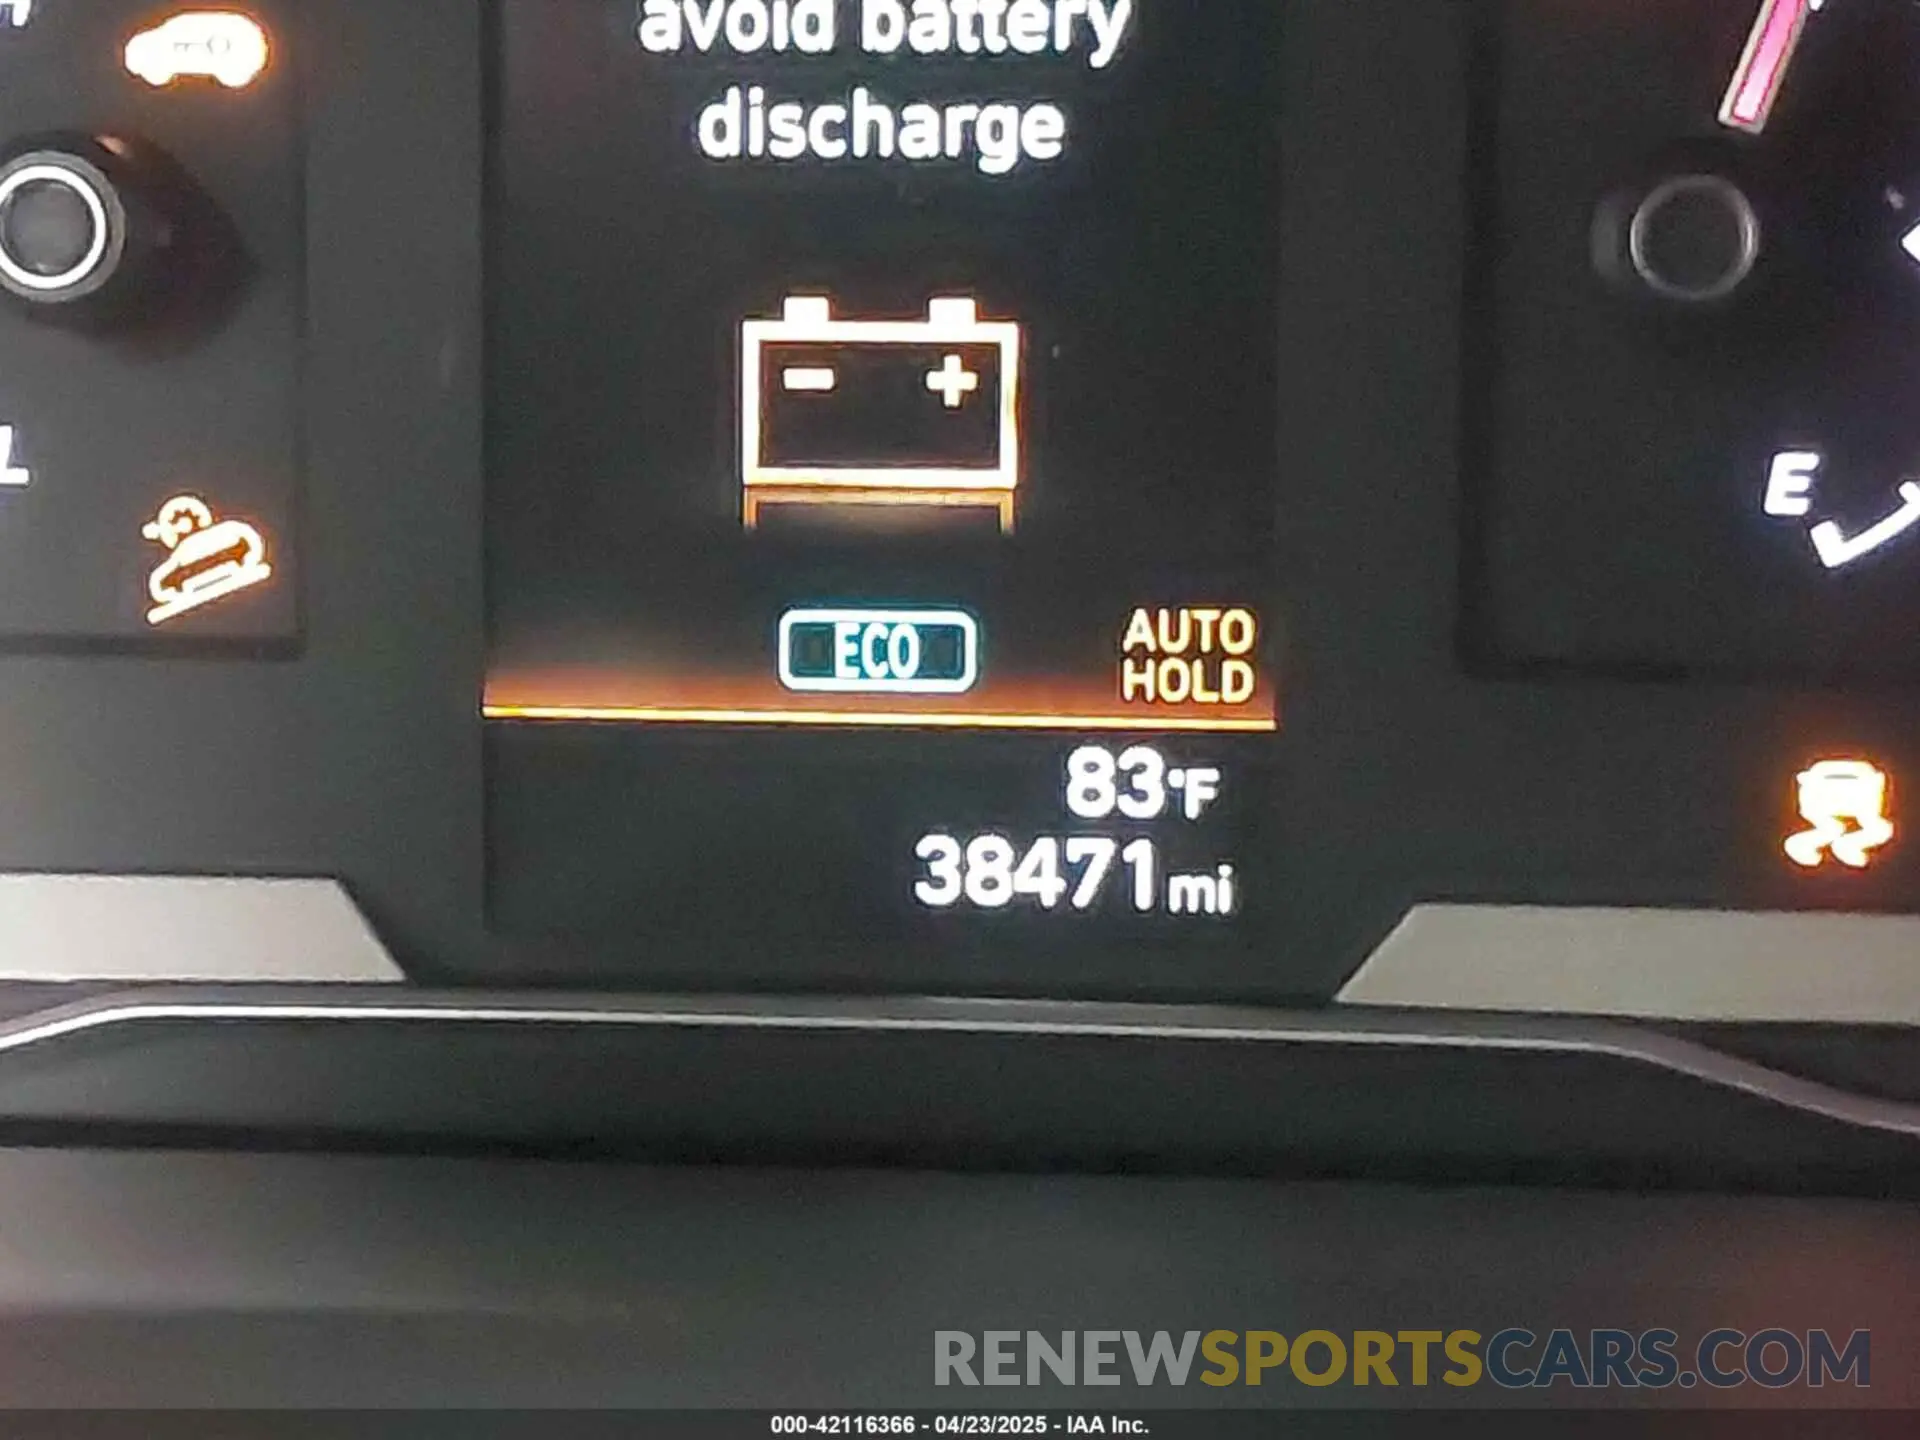 H
avoid battery
discharge
- +
E
ECO
AUTO
HOLD
83°F
38471 mi
RENEWSPORTSCARS.COM
000-42116366 - 04/23/2025 - IAA Inc.